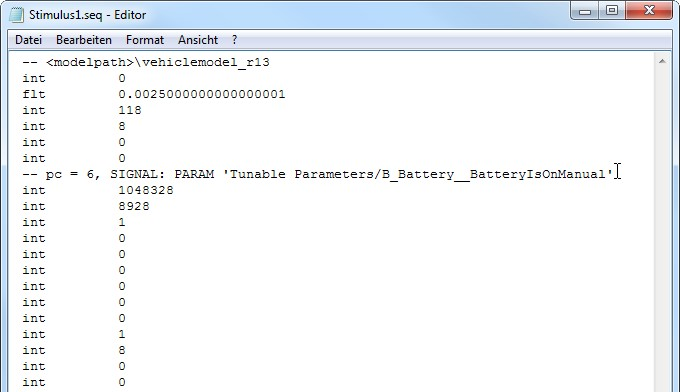 Stimulus1.seq - Editor
Datei Bearbeiten Format Ansicht ?
-- <modelpath>\vehiclemodel_r13
int 0
flt 0.0025000000000000001
int 118
int 8
int 0
int 0
-- pc = 6, SIGNAL: PARAM 'Tunable Parameters/B_Battery__BatteryIsOnManual'
int 1048328
int 8928
int 1
int 0
int 0
int 0
int 0
int 0
int 0
int 1
int 8
int 0
int 0